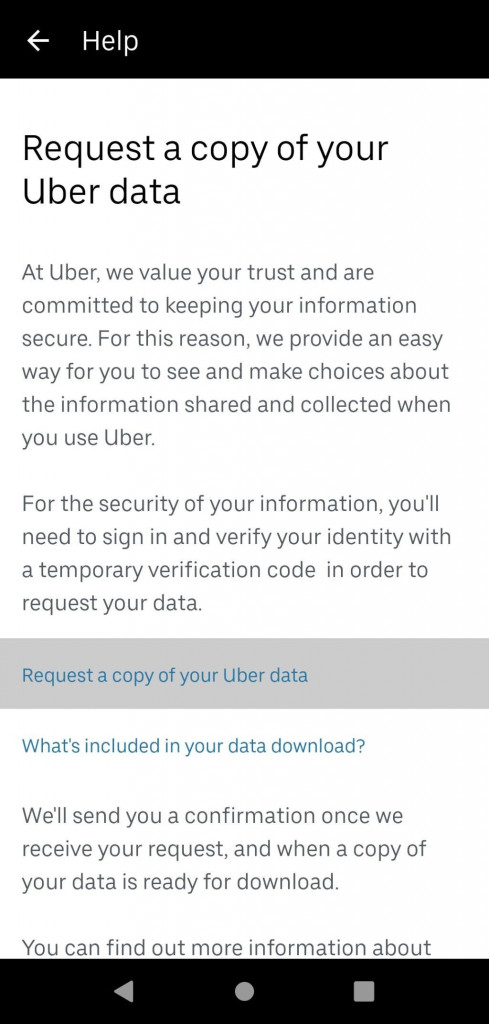 Help
Request a copy of your
Uber data
At Uber, we value your trust and are
committed to keeping your information
secure. For this reason, we provide an easy
way for you to see and make choices about
the information shared and collected when
you use Uber.
For the security of your information, you'll
need to sign in and verify your identity with
a temporary verification code  in order to
request your data.
Request a copy of your Uber data
What's included in your data download?
We'll send you a confirmation once we
receive your request, and when a copy of
your data is ready for download.
You can find out more information about